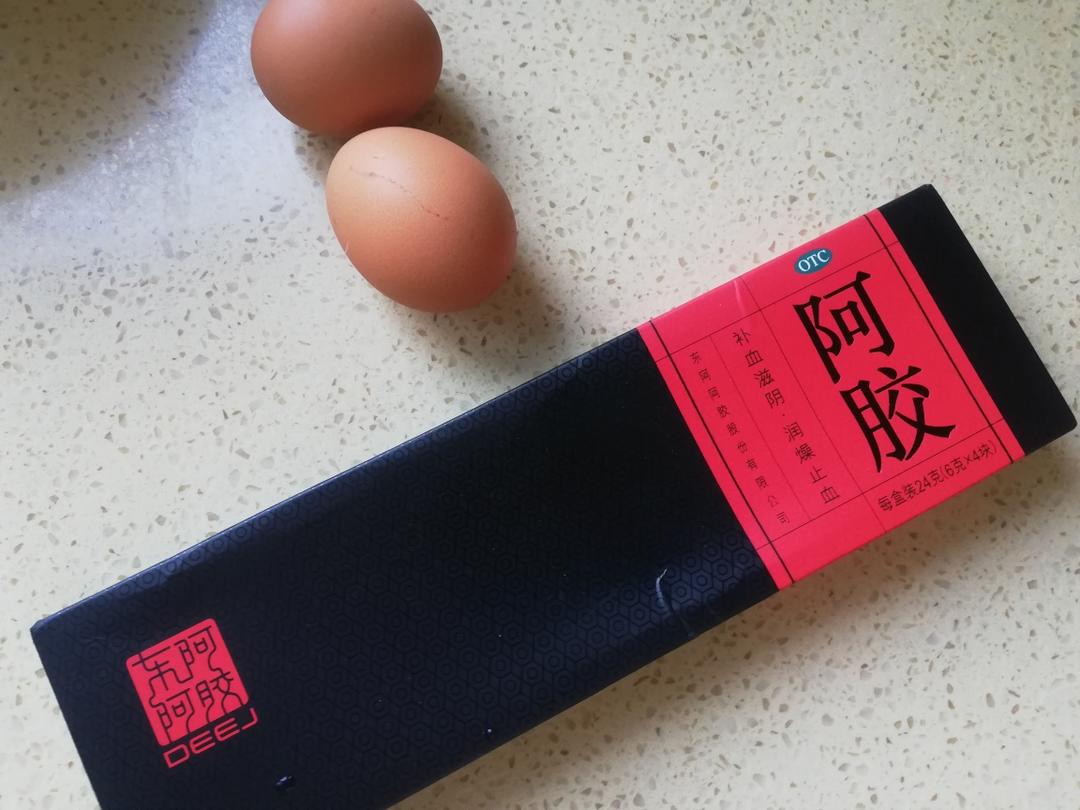 OTC
阿胶
补血滋阴·润燥止血
东阿阿胶股份有限公司
每盒装24克(6克×4块)
东阿
阿胶
DEEJ